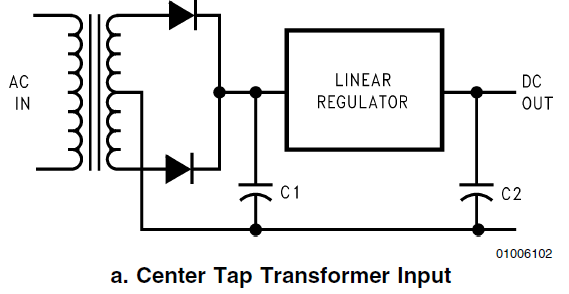 AC
IN
LINEAR
REGULATOR
DC
OUT
C1
C2
01006102
a. Center Tap Transformer Input